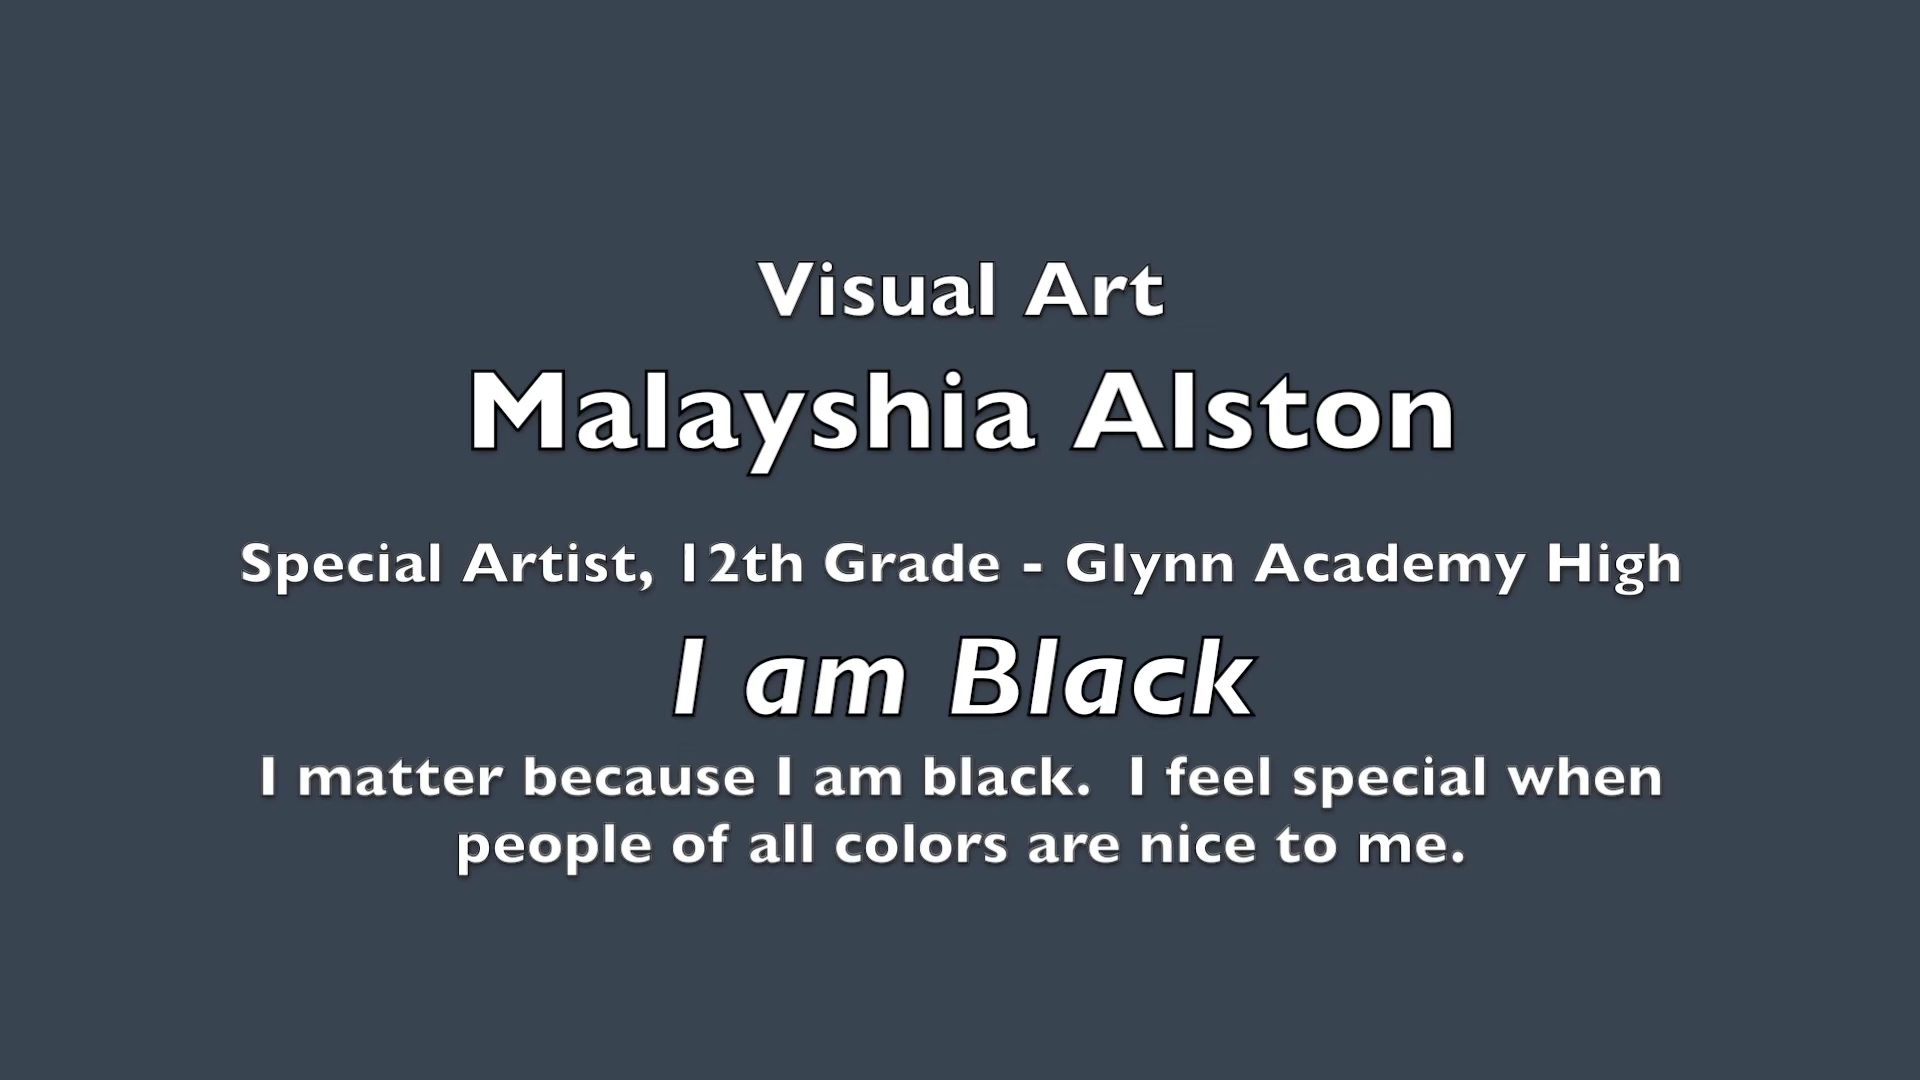 Visual Art
Malayshia Alston
Special Artist, 12th Grade - Glynn Academy High
I am Black
I matter because I am black.  I feel special when
people of all colors are nice to me.